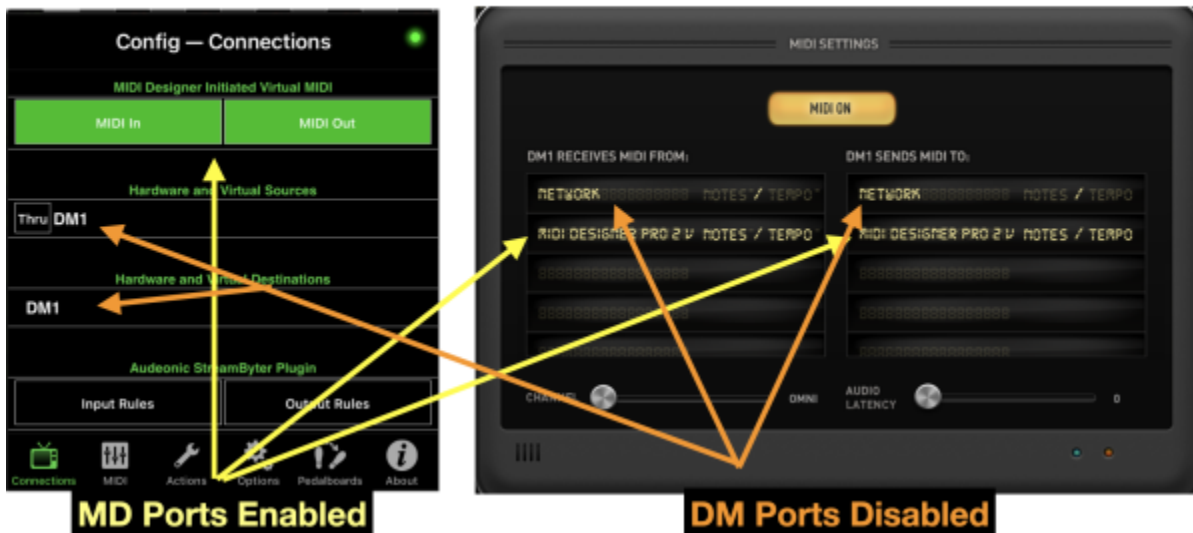 Config — Connections
MIDI Designer Initiated Virtual MIDI
MIDI In
MIDI Out
Hardware and Virtual Sources
Thru DM1
Hardware and Virtual Destinations
DM1
Audeonic StreamByter Plugin
Input Rules
Output Rules
Connections
MIDI
Actions
Options
Pedalboards
About
MD Ports Enabled
MIDI SETTINGS
MIDI ON
DM1 RECEIVES MIDI FROM:
NETWORK NOTES / TEMPO
MIDI DESIGNER PRO 2 V NOTES / TEMPO
DM1 SENDS MIDI TO:
NETWORK NOTES / TEMPO
MIDI DESIGNER PRO 2 V NOTES / TEMPO
CHANNEL
OMNI
AUDIO
LATENCY
0
DM Ports Disabled